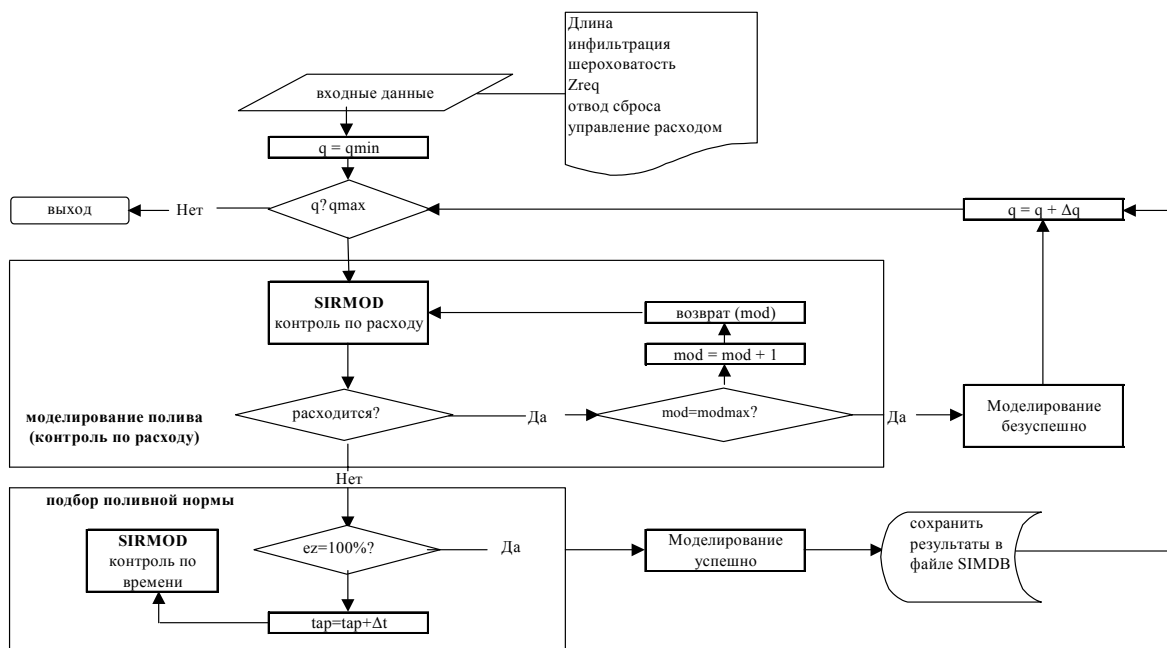 Длина
инфильтрация
шероховатость
Zreq
отвод сброса
управление расходом
входные данные
q = qmin
q? qmax
Нет
выход
q = q + Δq
SIRMOD
контроль по расходу
возврат (mod)
mod = mod + 1
расходится?
Да
mod=modmax?
Да
Моделирование
безуспешно
моделирование полива
(контроль по расходу)
Нет
подбор поливной нормы
SIRMOD
контроль по
времени
ez=100%?
Да
tap=tap+Δt
Моделирование
успешно
сохранить
результаты в
файле SIMDB